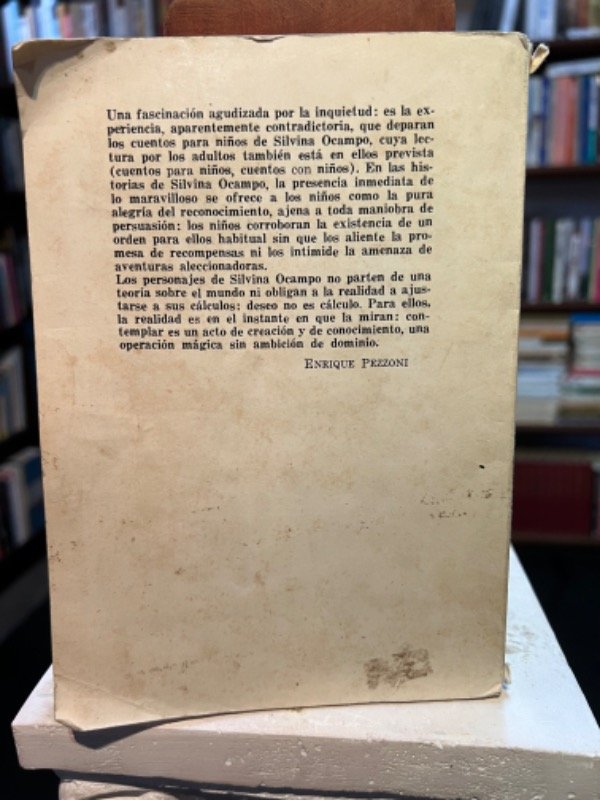 Una fascinación agudizada por la inquietud: es la ex-
periencia, aparentemente contradictoria, que deparan
los cuentos para niños de Silvina Ocampo, cuya lec-
tura por los adultos también está en ellos prevista
(cuentos para niños, cuentos con niños). En las his-
torias de Silvina Ocampo, la presencia inmediata de
lo maravilloso se ofrece a los niños como la pura
alegría del reconocimiento, ajena a toda maniobra de
persuasión: los niños corroboran la existencia de un
orden para ellos habitual sin que los aliente la pro-
mesa de recompensas ni los intimide la amenaza de
aventuras aleccionadoras.
Los personajes de Silvina Ocampo no parten de una
teoría sobre el mundo ni obligan a la realidad a ajus-
tarse a sus cálculos: deseo no es cálculo. Para ellos,
la realidad es en el instante en que la miran: con-
templar es un acto de creación y de conocimiento, una
operación mágica sin ambición de dominio.
ENRIQUE PEZZONI